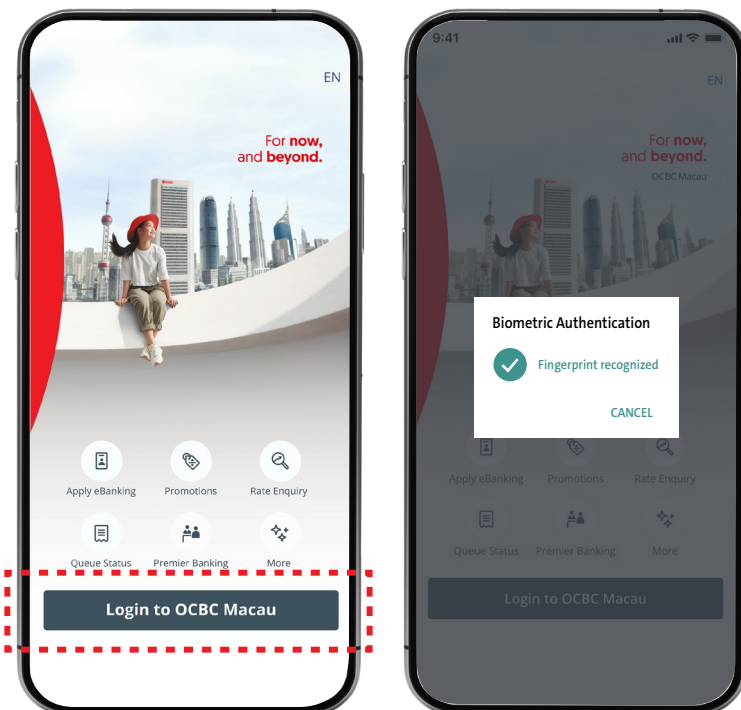 EN
For now,
and beyond.
Apply eBanking
Promotions
Rate Enquiry
Queue Status
Premier Banking
More
Login to OCBC Macau
9:41
EN
For now,
and beyond.
OCBC Macau
Biometric Authentication
Fingerprint recognized
CANCEL
Apply eBanking
Promotions
Rate Enquiry
Queue Status
Premier Banking
More
Login to OCBC Macau